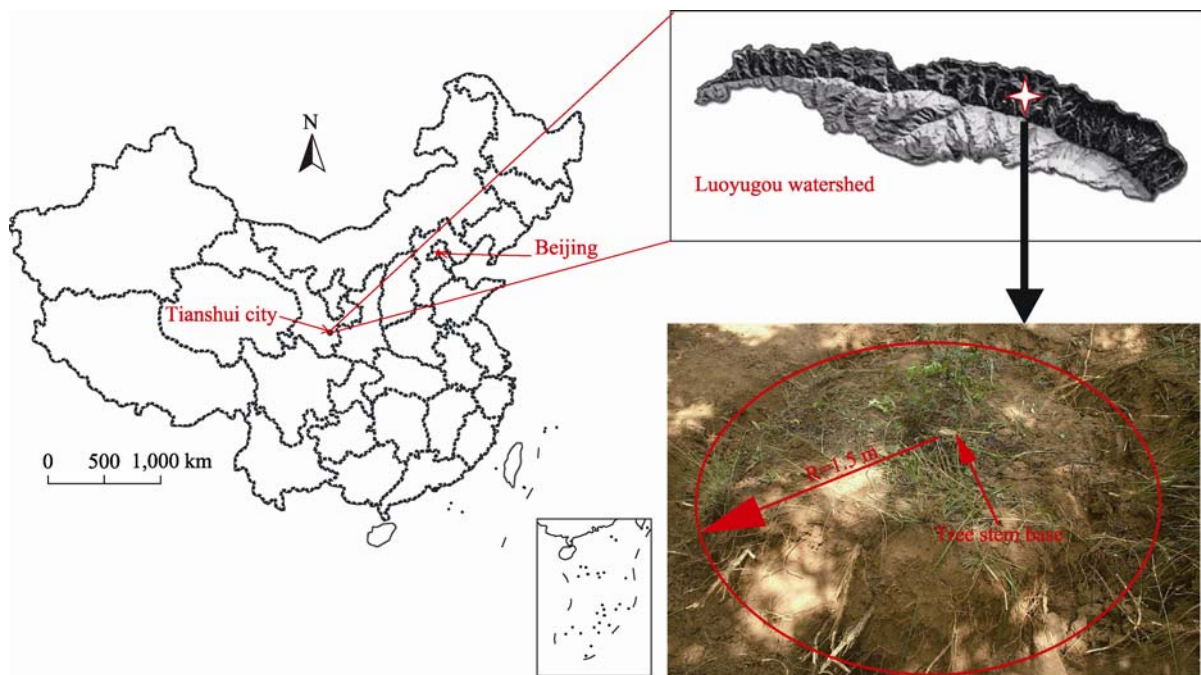 N
Luoyugou watershed
Beijing
Tianshui city
0 500 1,000 km
R=1.5 m
Tree stem base